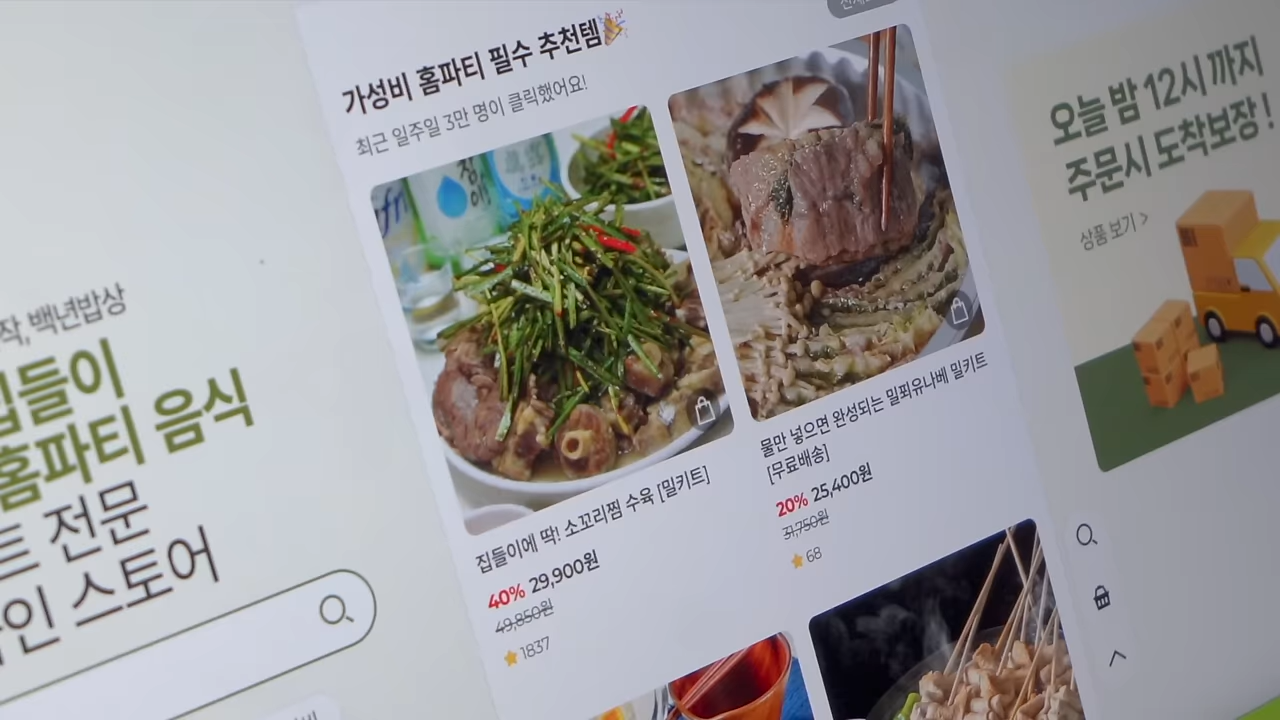 가성비 홈파티 필수 추천템
최근 일주일 3만 명이 클릭했어요!
집들이에 딱! 소꼬리찜 수육 [밀키트]
40% 29,900원
49,850원
1837
물만 넣으면 완성되는 밀푀유나베 밀키트
[무료배송]
20% 25,400원
31,750원
68
작, 백년밥상
집들이
홈파티 음식
트 전문
인 스토어
오늘 밤 12시 까지
주문시 도착보장 !
상품 보기 >